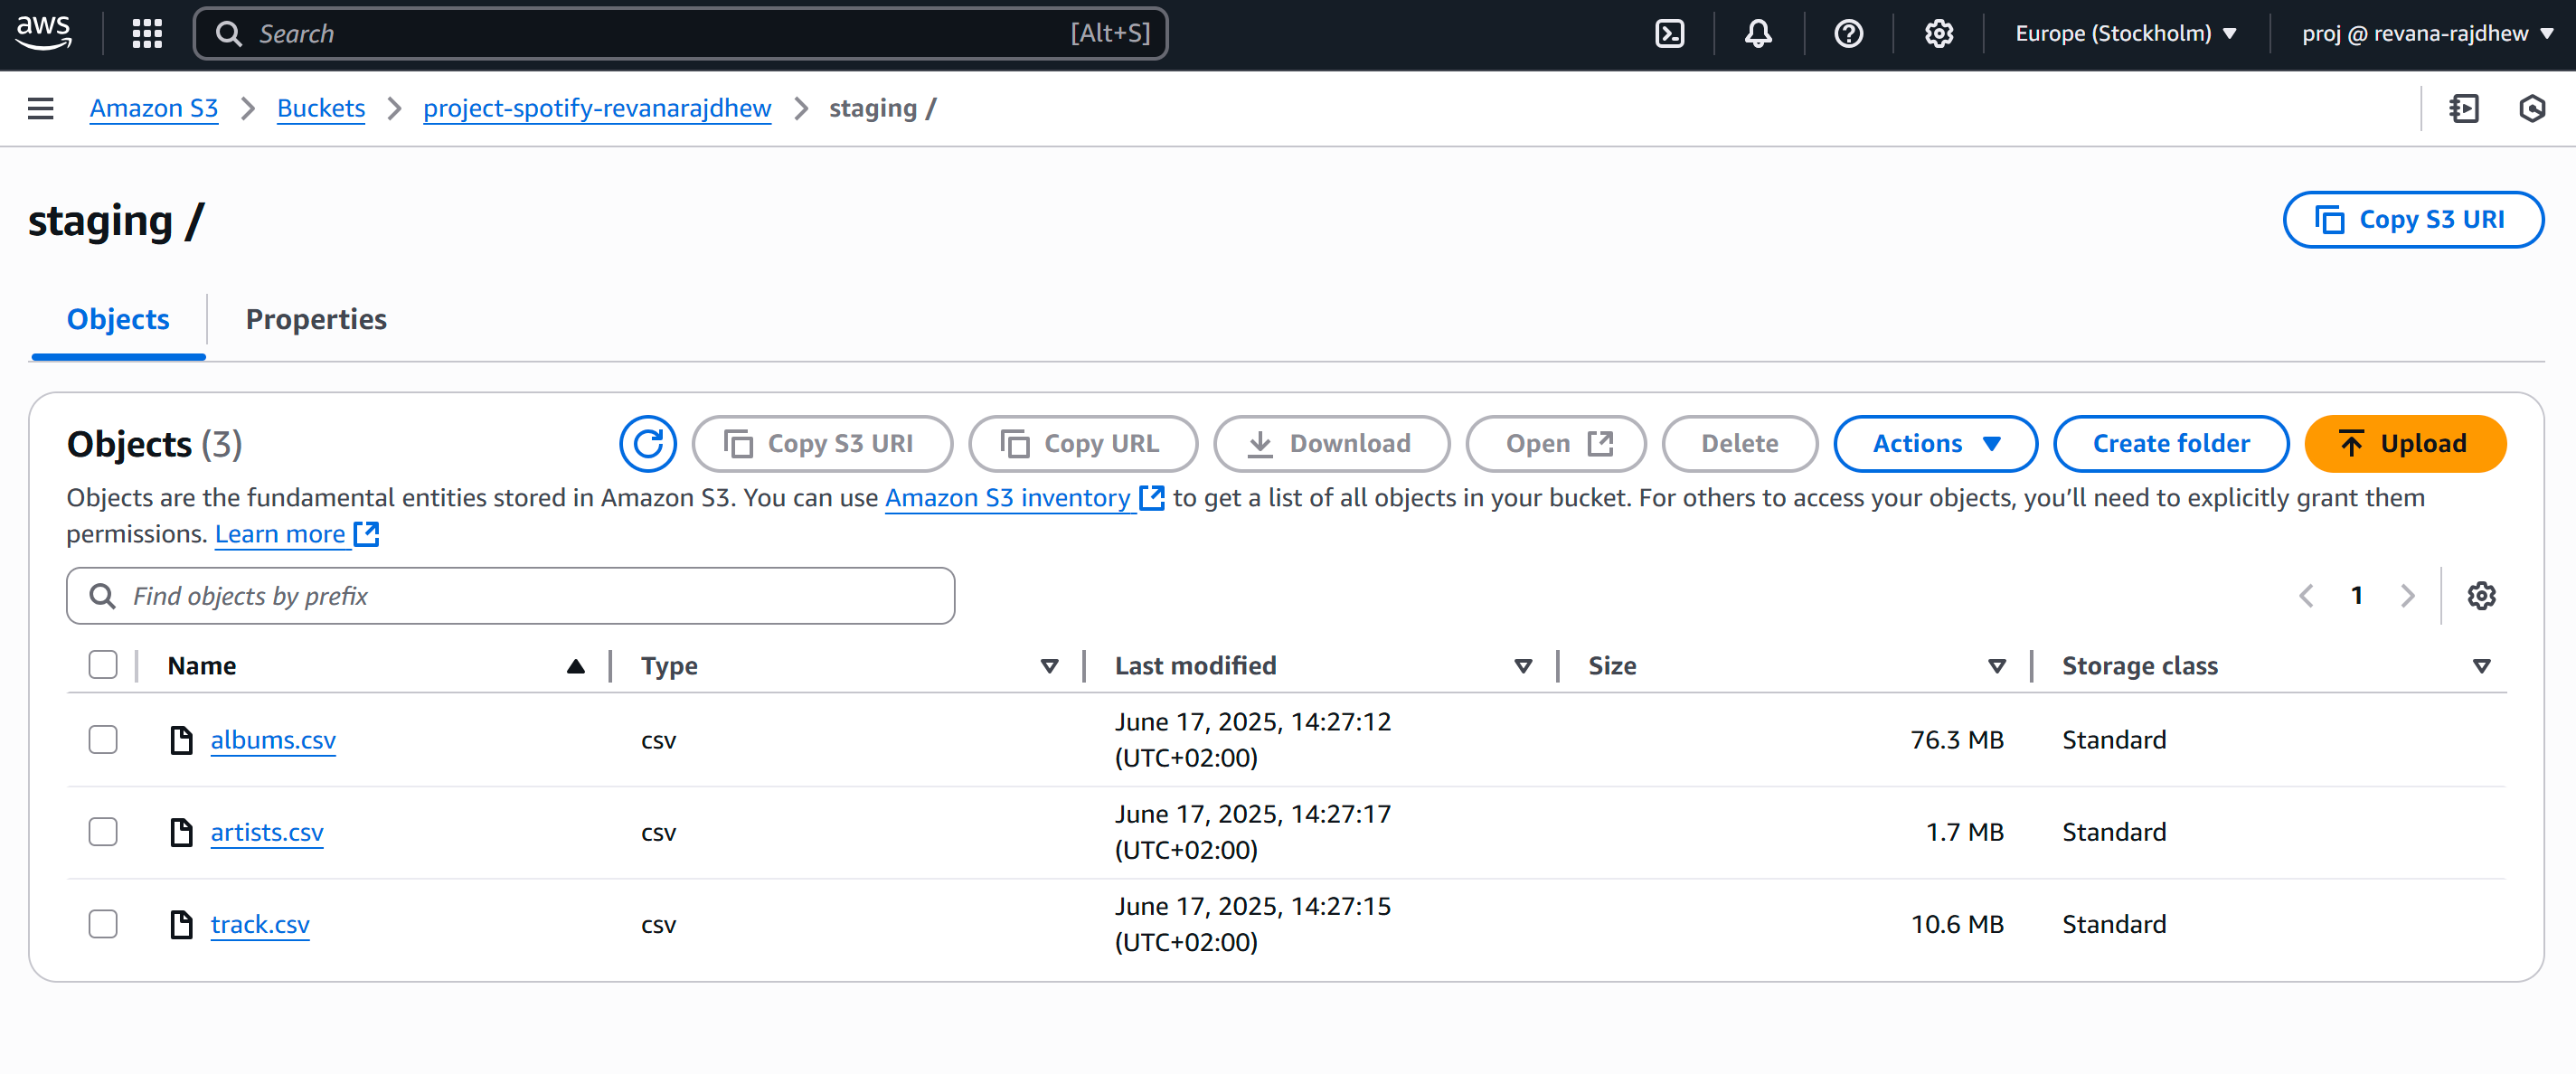 aws
Search [Alt+S]
Europe (Stockholm)
proj @ revana-rajdhew
Amazon S3
Buckets
project-spotify-revanarajdhew
staging /
staging /
Copy S3 URI
Objects
Properties
Objects (3)
Copy S3 URI
Copy URL
Download
Open
Delete
Actions
Create folder
Upload
Objects are the fundamental entities stored in Amazon S3. You can use Amazon S3 inventory to get a list of all objects in your bucket. For others to access your objects, you’ll need to explicitly grant them
permissions. Learn more
Find objects by prefix
1
Name Type Last modified Size Storage class
albums.csv csv June 17, 2025, 14:27:12 (UTC+02:00) 76.3 MB Standard
artists.csv csv June 17, 2025, 14:27:17 (UTC+02:00) 1.7 MB Standard
track.csv csv June 17, 2025, 14:27:15 (UTC+02:00) 10.6 MB Standard